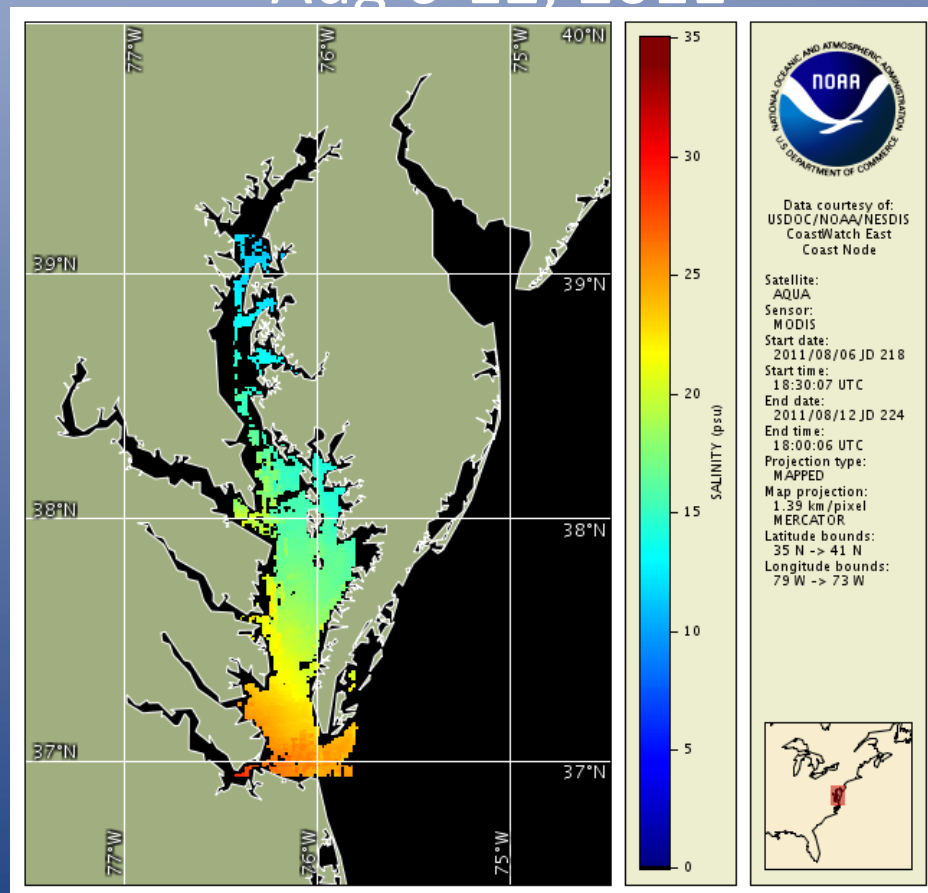 Aug 6-12, 2011
77°W
76°W
75°W
40°N
39°N
39°N
38°N
38°N
37°N
37°N
77°W
76°W
75°W
35
30
25
20
15
10
5
0
SALINITY (psu)
NATIONAL OCEANIC AND ATMOSPHERIC ADMINISTRATION
NOAA
U.S. DEPARTMENT OF COMMERCE
Data courtesy of:
USDOC/NOAA/NESDIS
CoastWatch East
Coast Node
Satellite:
AQUA
Sensor:
MODIS
Start date:
2011/08/06 JD 218
Start time:
18:30:07 UTC
End date:
2011/08/12 JD 224
End time:
18:00:06 UTC
Projection type:
MAPPED
Map projection:
1.39 km/pixel
MERCATOR
Latitude bounds:
35 N -> 41 N
Longitude bounds:
79 W -> 73 W